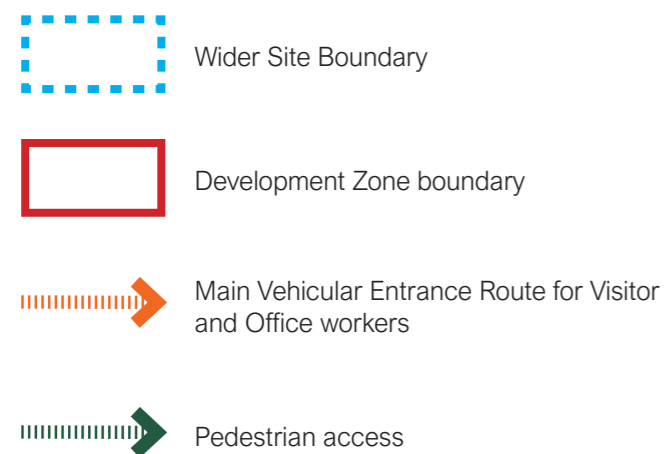 Wider Site Boundary
Development Zone boundary
Main Vehicular Entrance Route for Visitor
and Office workers
Pedestrian access